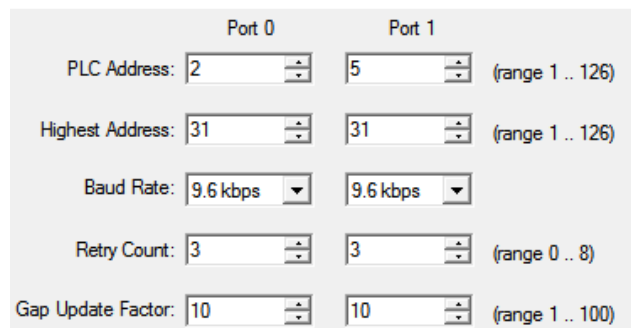 Port 0 Port 1
PLC Address: 2 5 (range 1 .. 126)
Highest Address: 31 31 (range 1 .. 126)
Baud Rate: 9.6 kbps 9.6 kbps
Retry Count: 3 3 (range 0 .. 8)
Gap Update Factor: 10 10 (range 1 .. 100)